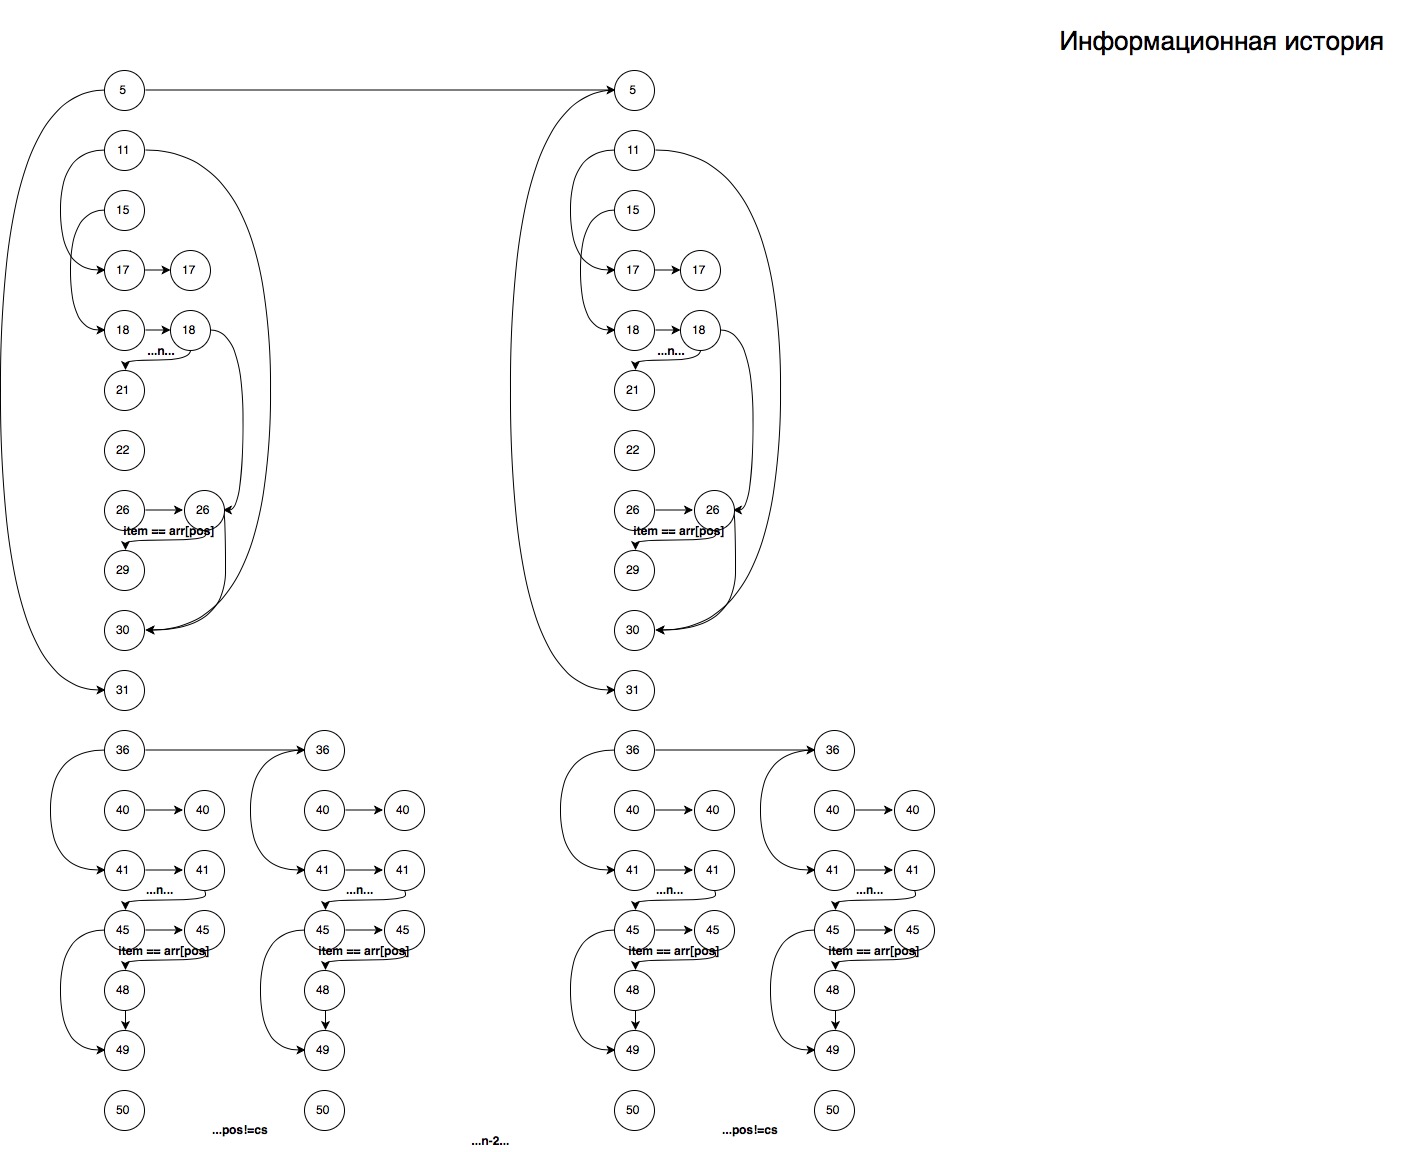 Информационная история
5 5
11 11
15 15
17 17 17 17
18 18 18 18
...n... ...n...
21 21
22 22
26 26 26 26
item == arr[pos] item == arr[pos]
29 29
30 30
31 31
36 36 36 36
40 40 40 40 40 40 40 40
41 41 41 41 41 41 41 41
...n... ...n... ...n... ...n...
45 45 45 45 45 45 45 45
item == arr[pos] item == arr[pos] item == arr[pos] item == arr[pos]
48 48 48 48
49 49 49 49
50 50 50 50
...pos!=cs ...pos!=cs
...n-2...